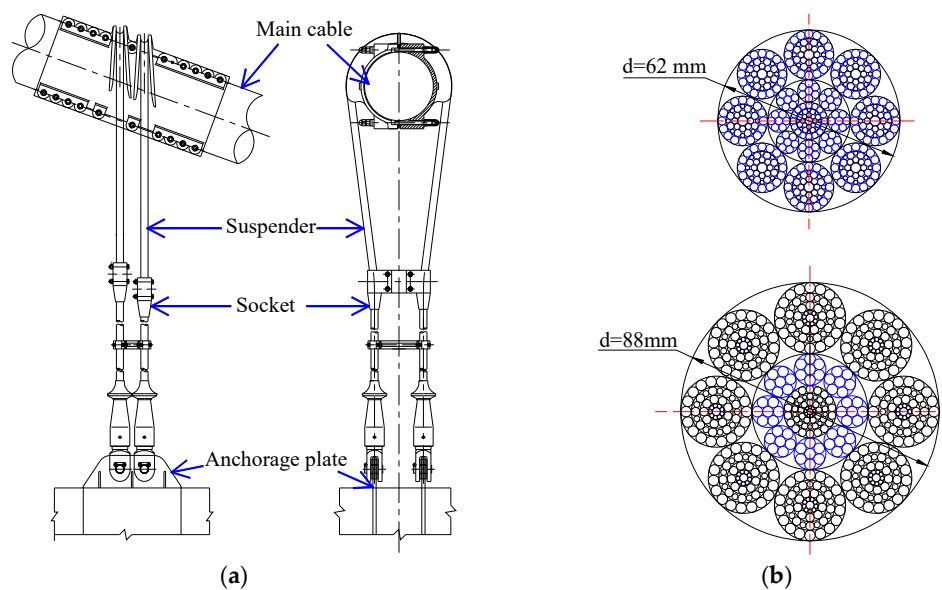 Main cable
d=62 mm
Suspender
Socket
d=88mm
Anchorage plate
(a)
(b)